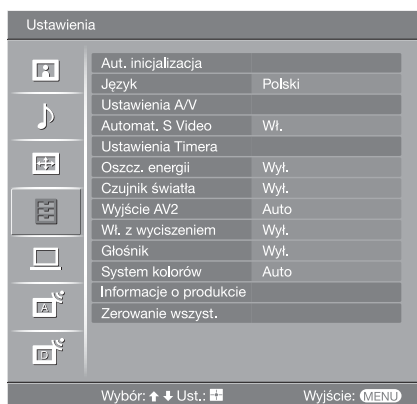 Ustawienia
Aut. inicjalizacja
Język Polski
Ustawienia A/V
Automat. S Video Wł.
Ustawienia Timera
Oszcz. energii Wył.
Czujnik światła Wył.
Wyjście AV2 Auto
Wł. z wyciszeniem Wył.
Głośnik Wył.
System kolorów Auto
Informacje o produkcie
Zerowanie wszyst.
A
D
Wybór: Ust.: Wyjście: MENU